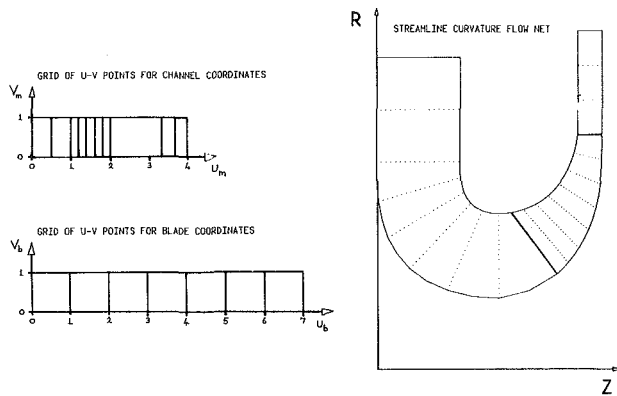 GRID OF U-V POINTS FOR CHANNEL COORDINATES
Vm
1
0
0 1 2 3 4
Um
GRID OF U-V POINTS FOR BLADE COORDINATES
Vb
1
0
0 1 2 3 4 5 6 7
Ub
R
STREAMLINE CURVATURE FLOW NET
Z